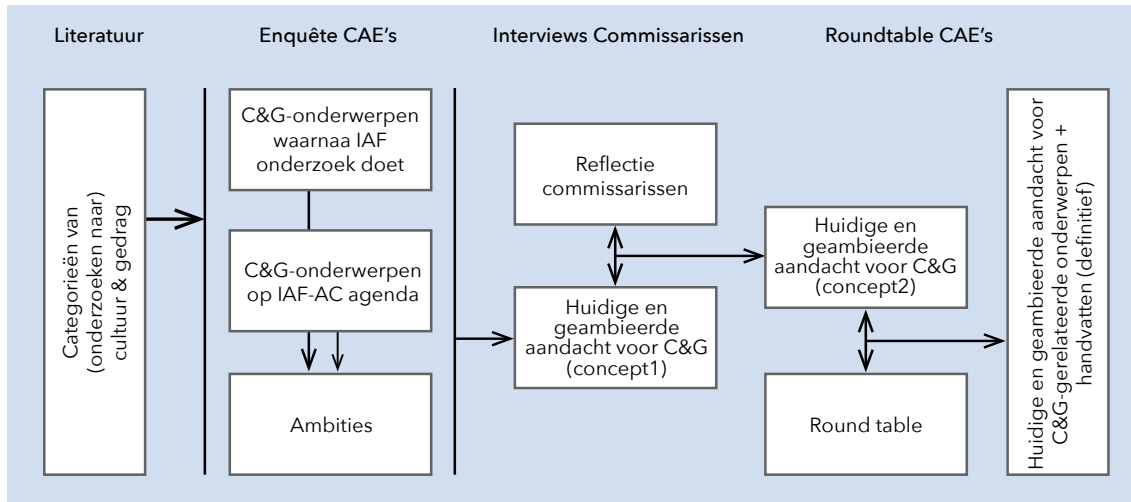 Literatuur
Enquête CAE's
Interviews Commissarissen
Roundtable CAE's
Categorieën van
(onderzoeken naar)
cultuur & gedrag
C&G-onderwerpen
waarnaa IAF
onderzoek doet
C&G-onderwerpen
op IAF-AC agenda
Ambities
Reflectie
commissarissen
Huidige en
geambieerde
aandacht voor C&G
(concept1)
Huidige en
geambieerde
aandacht voor C&G
(concept2)
Round table
Huidige en geambieerde aandacht voor
C&G-gerelateerde onderwerpen +
handvatten (definitief)